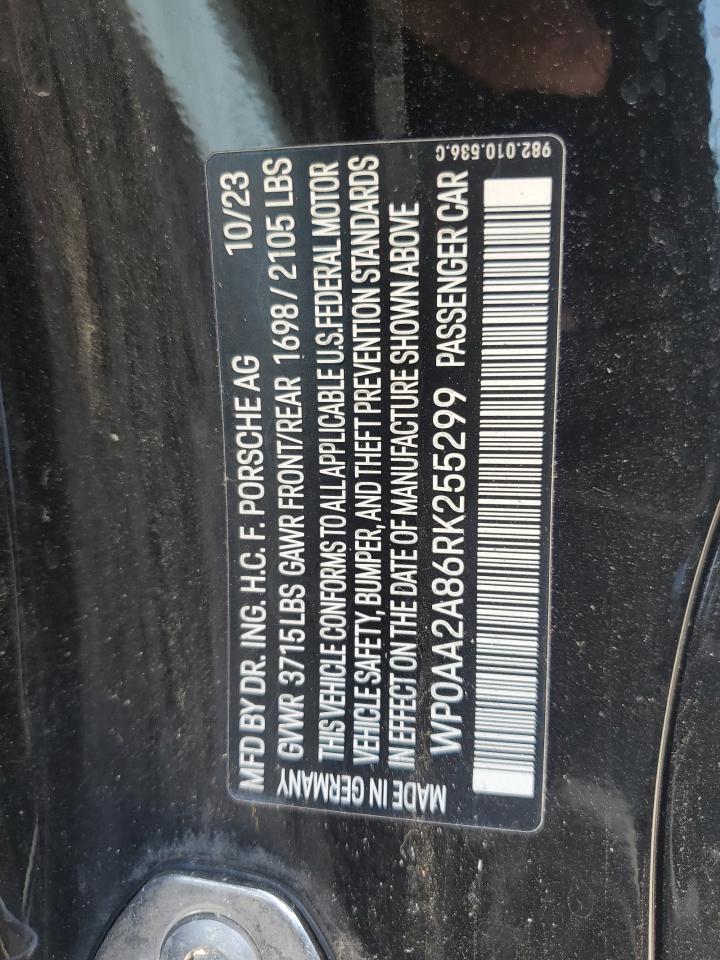 MFD BY DR. ING. H.C. F. PORSCHE AG 10/23
GVWR 3715 LBS GAWR FRONT/REAR 1698 / 2105 LBS
THIS VEHICLE CONFORMS TO ALL APPLICABLE U.S. FEDERAL MOTOR
VEHICLE SAFETY, BUMPER, AND THEFT PREVENTION STANDARDS
IN EFFECT ON THE DATE OF MANUFACTURE SHOWN ABOVE
WP0AA2A86RK255299 PASSENGER CAR
MADE IN GERMANY
982.010.536.C